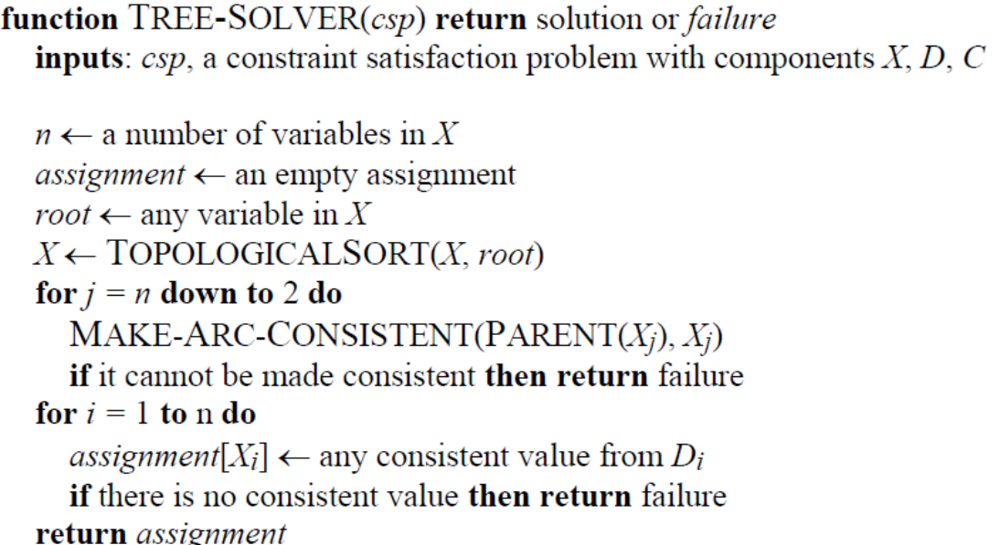 function TREE-SOLVER(csp) return solution or failure
inputs: csp, a constraint satisfaction problem with components X, D, C
n ← a number of variables in X
assignment ← an empty assignment
root ← any variable in X
X ← TOPOLOGICALSORT(X, root)
for j = n down to 2 do
MAKE-ARC-CONSISTENT(PARENT(Xj), Xj)
if it cannot be made consistent then return failure
for i = 1 to n do
assignment[Xi] ← any consistent value from Di
if there is no consistent value then return failure
return assignment